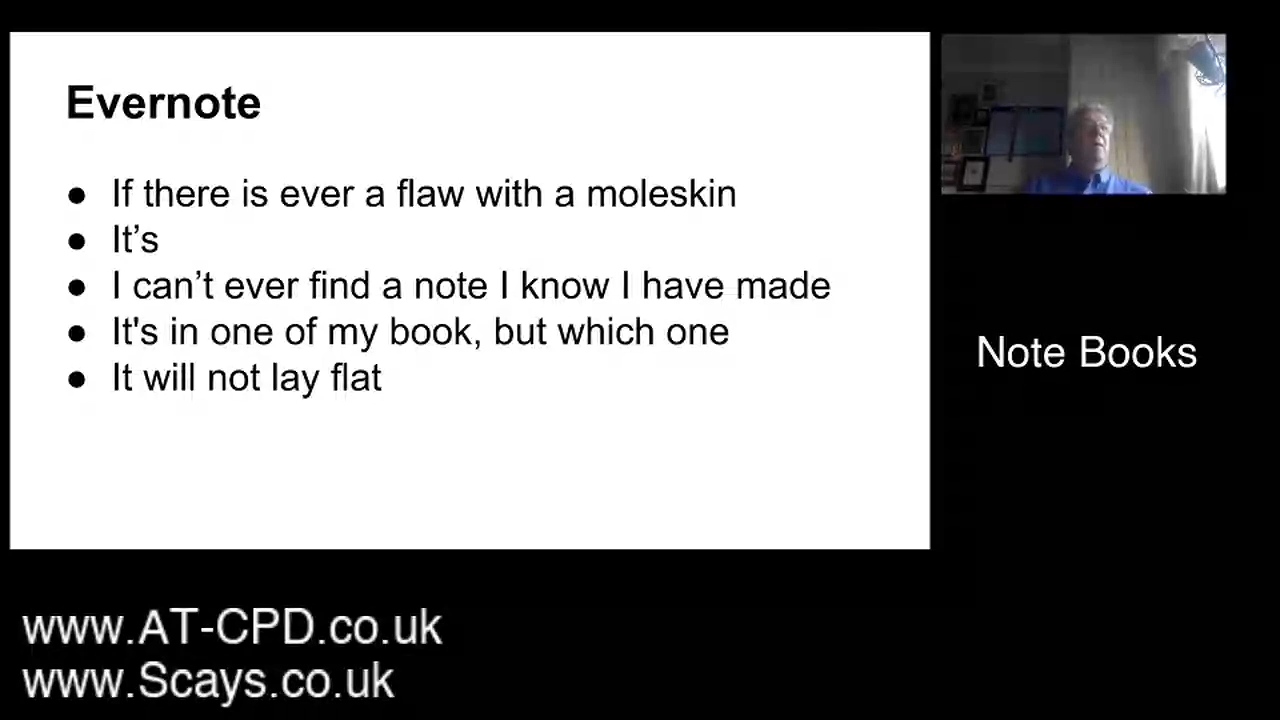 Evernote
● If there is ever a flaw with a moleskin
● It’s
● I can’t ever find a note I know I have made
● It's in one of my book, but which one
● It will not lay flat
Note Books
www.AT-CPD.co.uk
www.Scays.co.uk